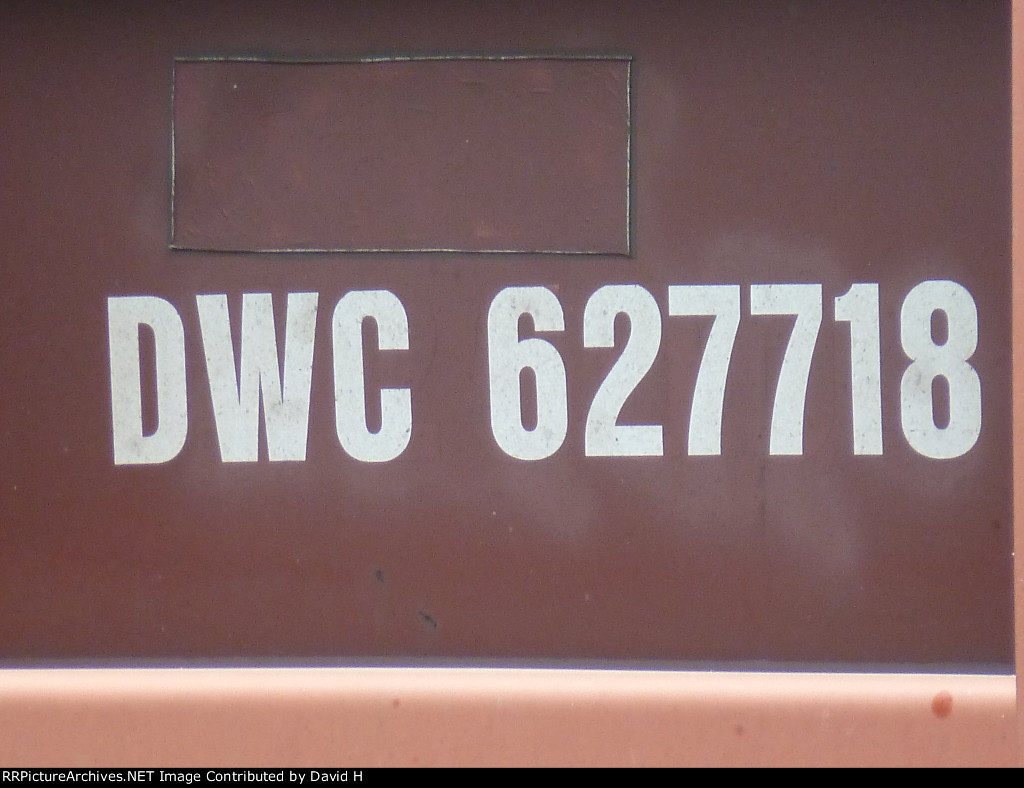 DWC 627718
RRPictureArchives.NET Image Contributed by David H